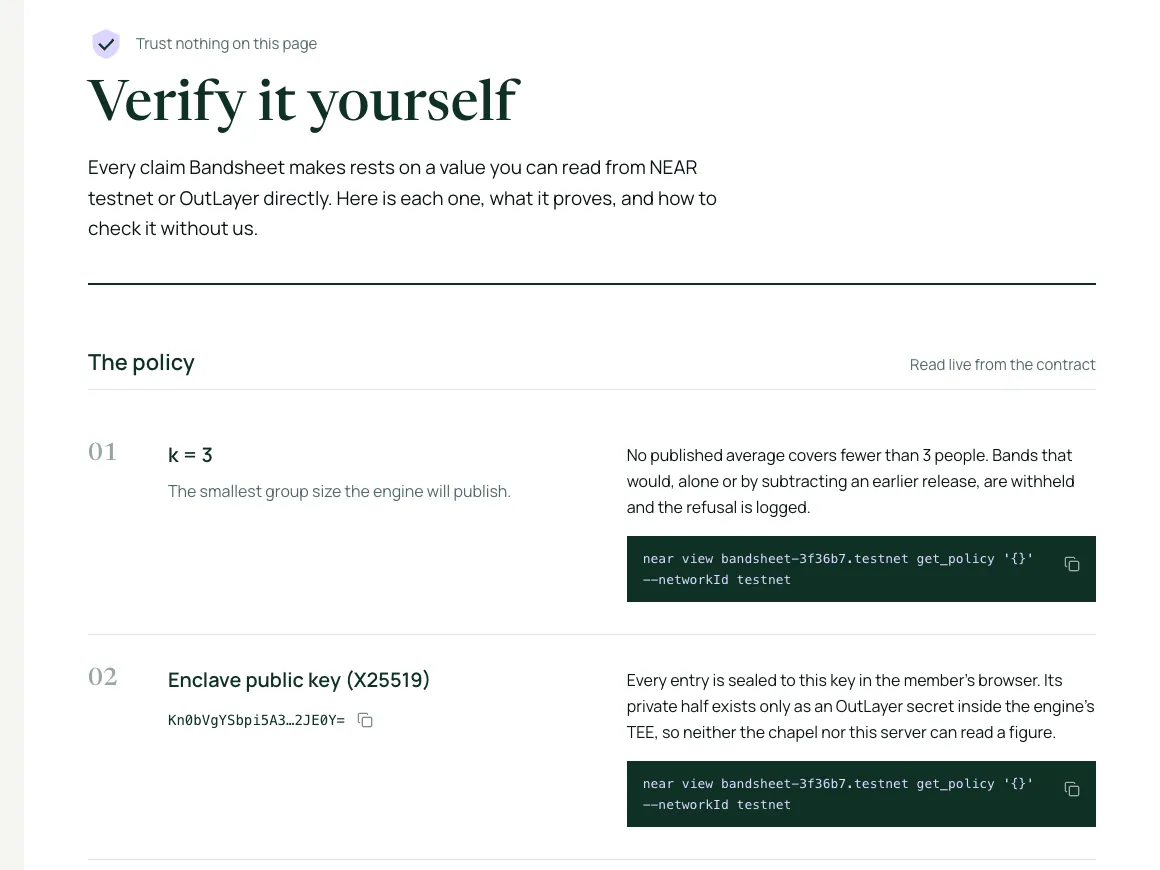 Trust nothing on this page
Verify it yourself
Every claim Bandsheet makes rests on a value you can read from NEAR
testnet or OutLayer directly. Here is each one, what it proves, and how to
check it without us.
The policy
Read live from the contract
01
k = 3
The smallest group size the engine will publish.
No published average covers fewer than 3 people. Bands that
would, alone or by subtracting an earlier release, are withheld
and the refusal is logged.
near view bandsheet-3f36b7.testnet get_policy '{}'
--networkId testnet
02
Enclave public key (X25519)
Kn0bVgYSbpi5A3…2JE0Y=
Every entry is sealed to this key in the member's browser. Its
private half exists only as an OutLayer secret inside the engine's
TEE, so neither the chapel nor this server can read a figure.
near view bandsheet-3f36b7.testnet get_policy '{}'
--networkId testnet